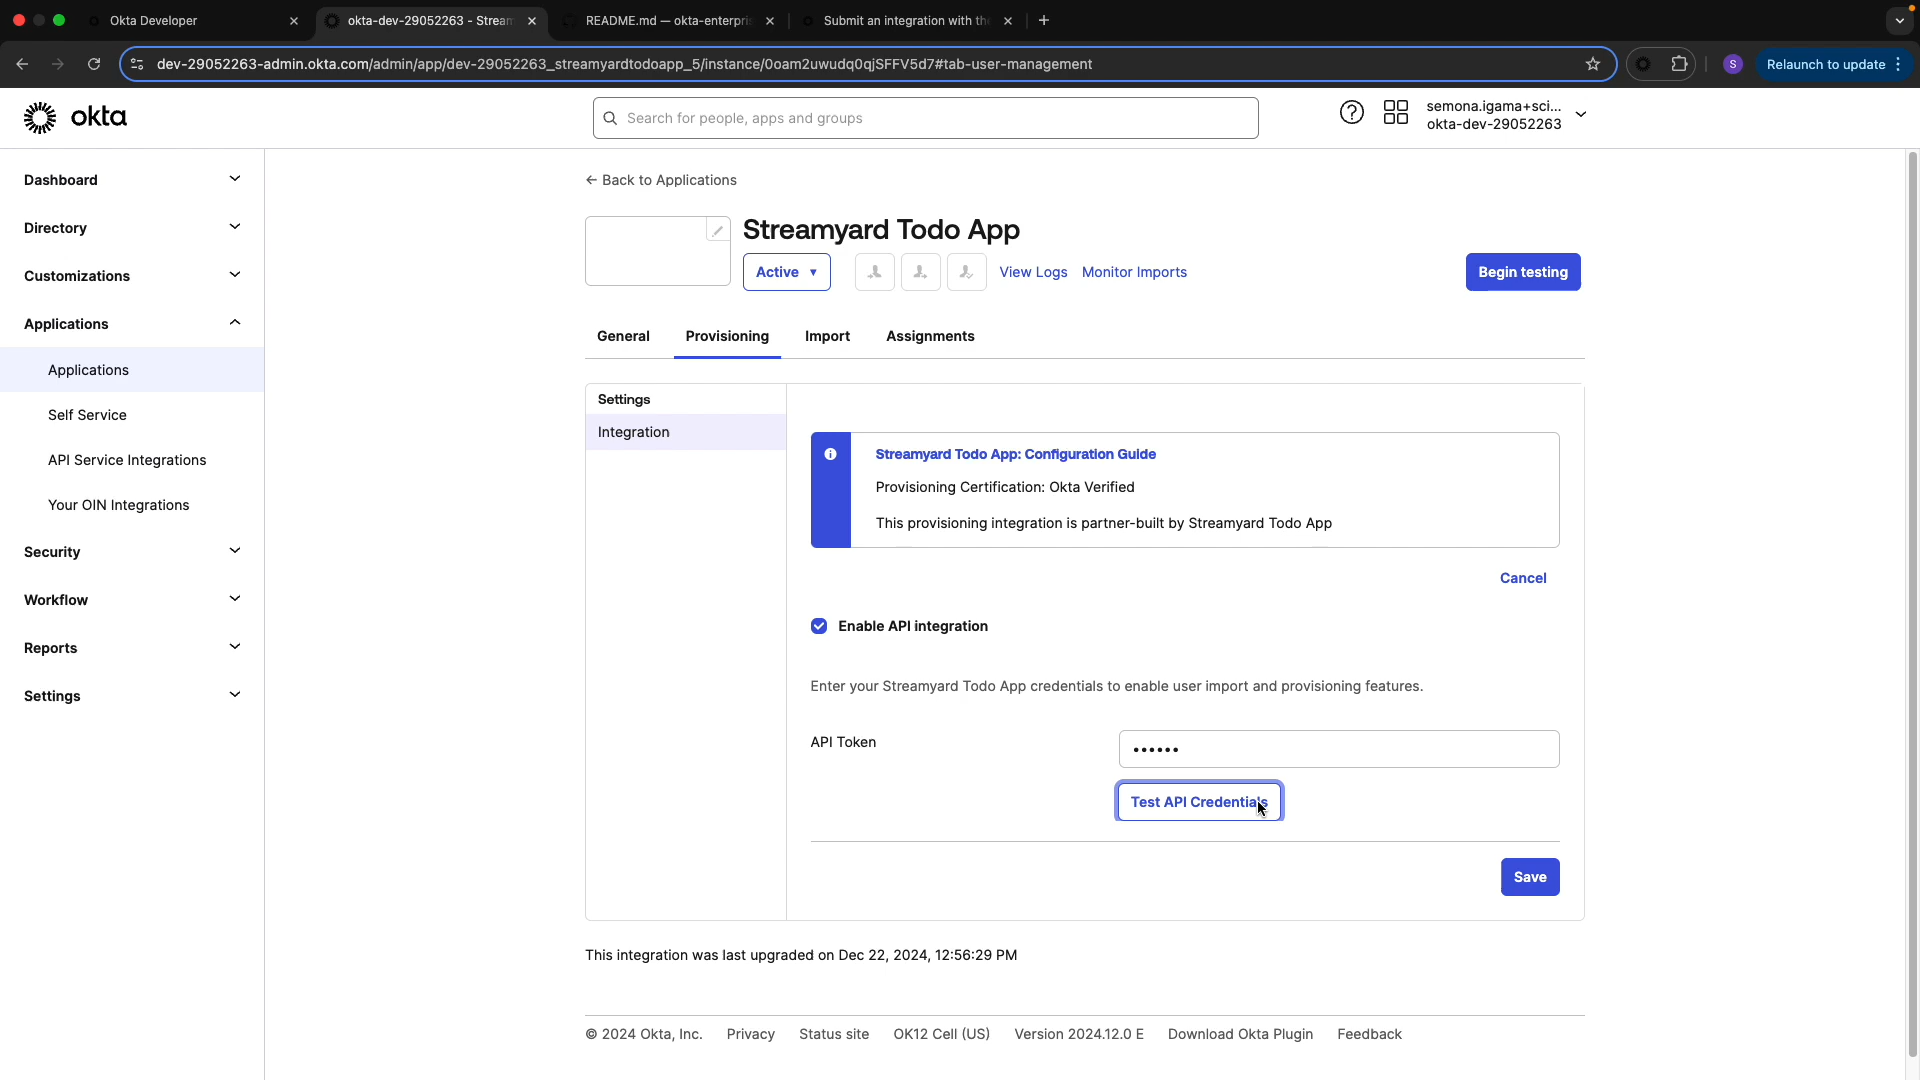 Okta Developer
okta-dev-29052263 - Stream
README.md — okta-enterpri
Submit an integration with the
dev-29052263-admin.okta.com/admin/app/dev-29052263_streamyardtodoapp_5/instance/0oam2uwudq0qjSFFV5d7#tab-user-management
S
Relaunch to update
okta
Search for people, apps and groups
semona.igama+sci...
okta-dev-29052263
Dashboard
Directory
Customizations
Applications
Applications
Self Service
API Service Integrations
Your OIN Integrations
Security
Workflow
Reports
Settings
← Back to Applications
Streamyard Todo App
Active
View Logs
Monitor Imports
Begin testing
General
Provisioning
Import
Assignments
Settings
Integration
Streamyard Todo App: Configuration Guide
Provisioning Certification: Okta Verified
This provisioning integration is partner-built by Streamyard Todo App
Cancel
Enable API integration
Enter your Streamyard Todo App credentials to enable user import and provisioning features.
API Token
••••••
Test API Credentials
Save
This integration was last upgraded on Dec 22, 2024, 12:56:29 PM
© 2024 Okta, Inc.
Privacy
Status site
OK12 Cell (US)
Version 2024.12.0 E
Download Okta Plugin
Feedback